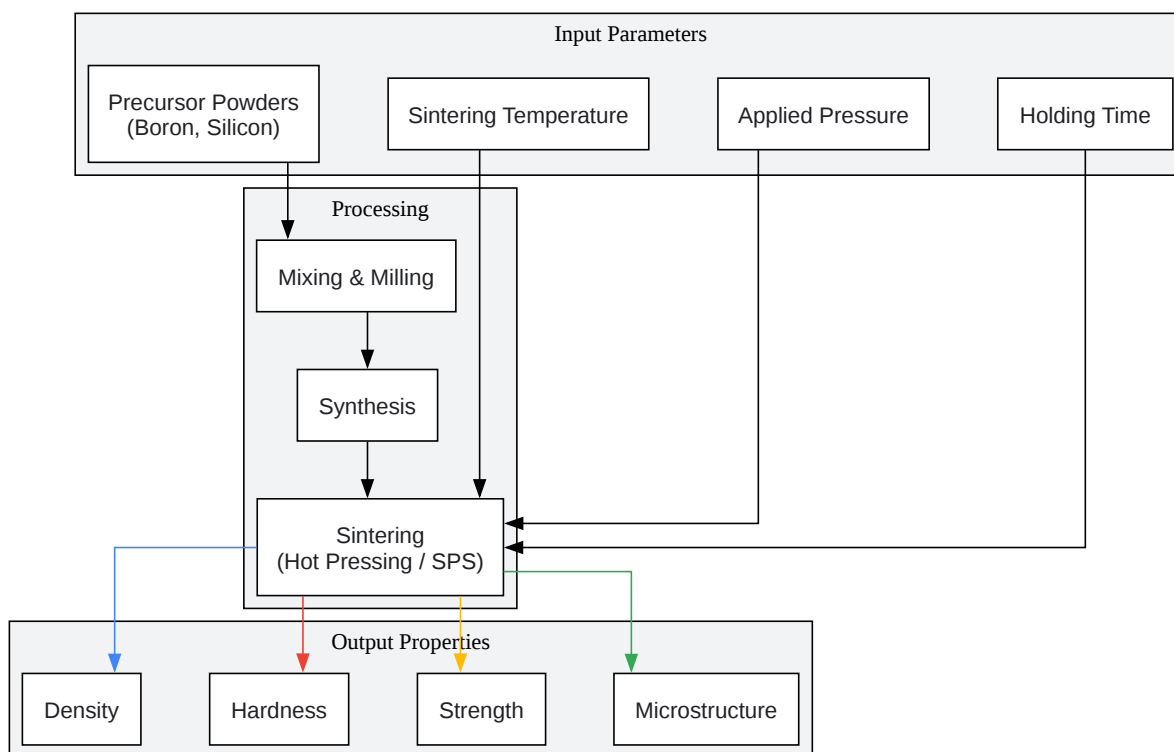 Input Parameters
Precursor Powders
(Boron, Silicon)
Sintering Temperature
Applied Pressure
Holding Time
Processing
Mixing & Milling
Synthesis
Sintering
(Hot Pressing / SPS)
Output Properties
Density
Hardness
Strength
Microstructure